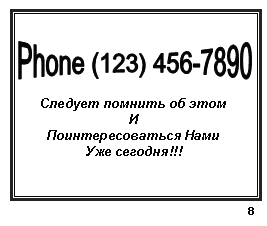 Phone (123) 456-7890
Следует помнить об этом
И
Поинтересоваться Нами
Уже сегодня!!!
8